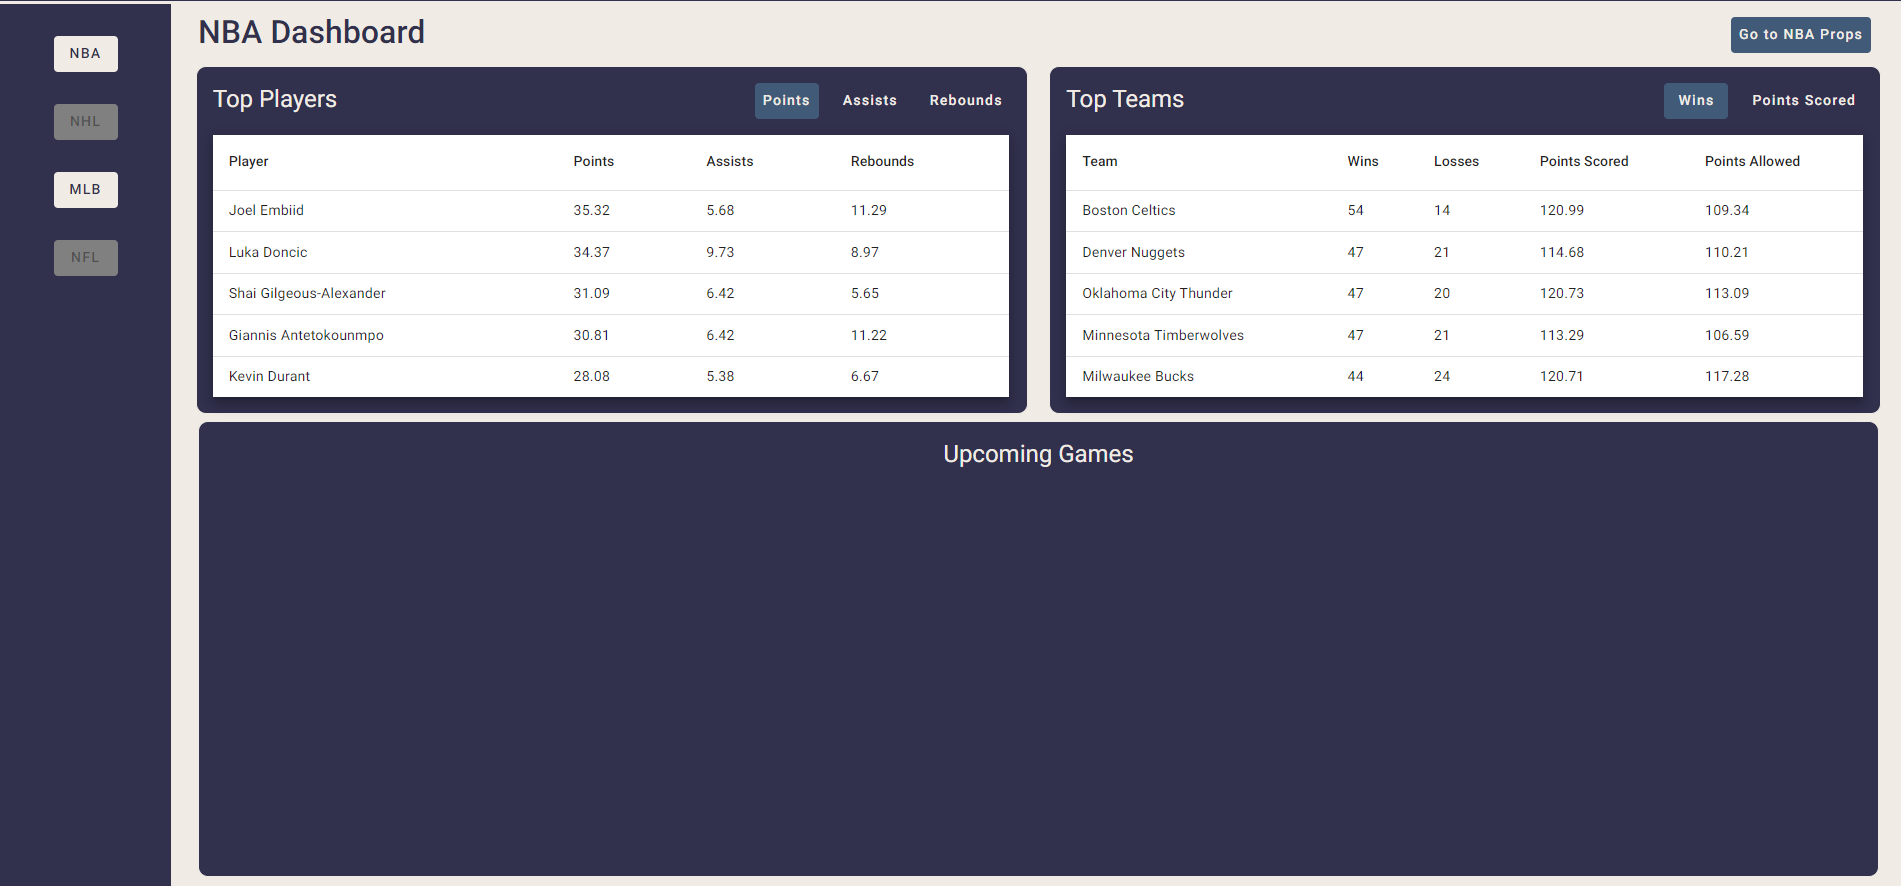 NBA
NHL
MLB
NFL
NBA Dashboard
Go to NBA Props
Top Players
Points Assists Rebounds
Player Points Assists Rebounds
Joel Embiid 35.32 5.68 11.29
Luka Doncic 34.37 9.73 8.97
Shai Gilgeous-Alexander 31.09 6.42 5.65
Giannis Antetokounmpo 30.81 6.42 11.22
Kevin Durant 28.08 5.38 6.67
Top Teams
Wins Points Scored
Team Wins Losses Points Scored Points Allowed
Boston Celtics 54 14 120.99 109.34
Denver Nuggets 47 21 114.68 110.21
Oklahoma City Thunder 47 20 120.73 113.09
Minnesota Timberwolves 47 21 113.29 106.59
Milwaukee Bucks 44 24 120.71 117.28
Upcoming Games